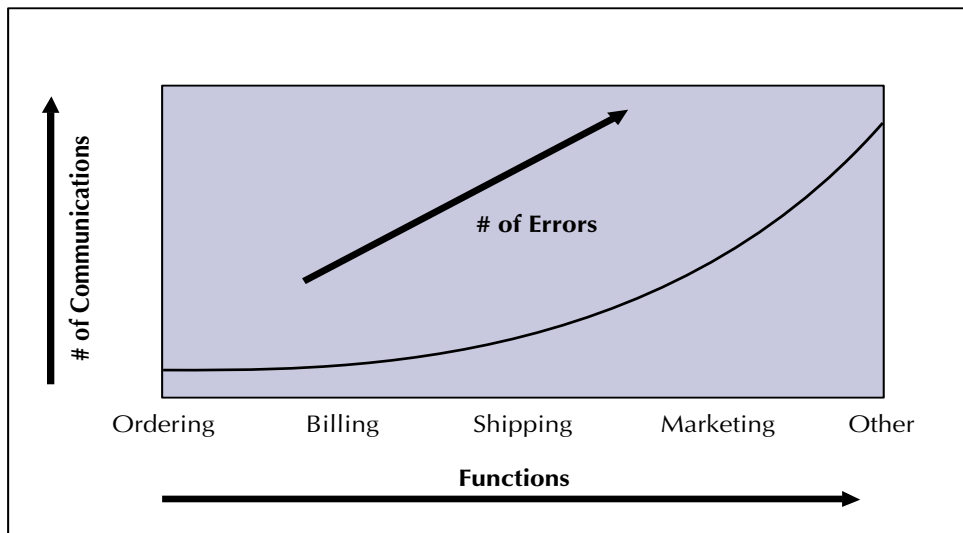 # of Communications
# of Errors
Ordering Billing Shipping Marketing Other
Functions